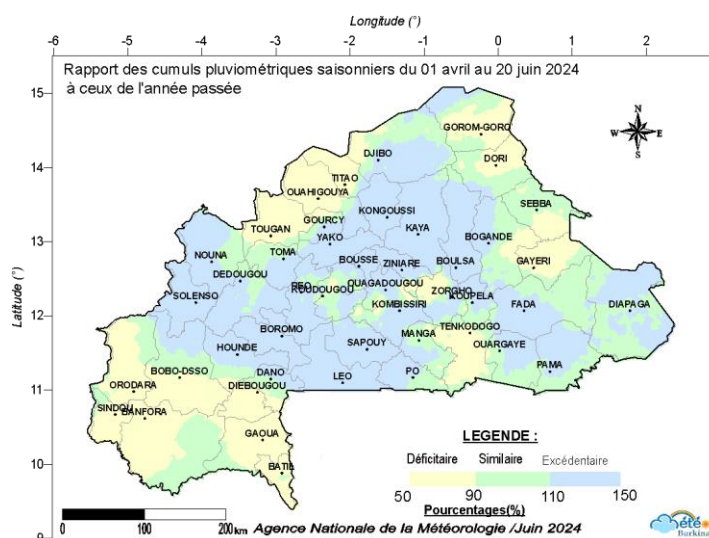 Longitude (°)
-6 -5 -4 -3 -2 -1 0 1 2
Rapport des cumuls pluviométriques saisonniers du 01 avril au 20 juin 2024
à ceux de l'année passée
15
14
13
12
11
10
9
Latitude (°)
N
W E
S
GOROM-GORO
DJIBO
DORI
TITAO
OUAHIGOUYA
SEBBA
KONGOUSSI
TOUGAN
GOURCY
KAYA
YAKO
BOGANDE
NOUNA
TOMA
BOUSSE
ZINIARE
BOULSA
GAYERI
DEDOUGOU
REO
KOUDOUGOU
OUAGADOUGOU
ZORGHO
SOLENSO
KOMBISSIRI
KOUPELA
FADA
DIAPAGA
BOROMO
MANGA
TENKODOGO
HOUNDE
SAPOUY
OUARGAYE
BOBO-DSSO
DANO
LEO
PO
PAMA
ORODARA
DIEBOUGOU
SINDOU
BANFORA
GAOUA
BATIE
LEGENDE :
Déficitaire Similaire Excédentaire
50 90 110 150
Pourcentages(%)
0 100 200 km
Agence Nationale de la Météorologie /Juin 2024
météo
Burkina